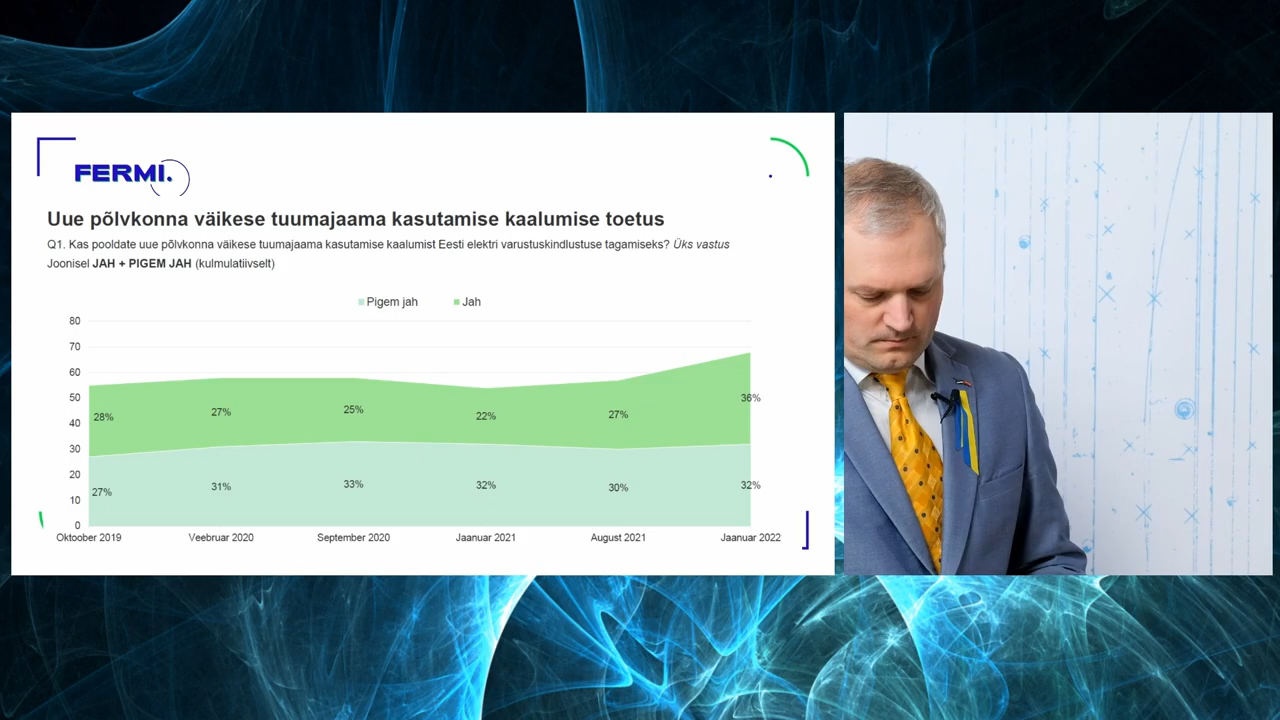 FERMI.
Uue põlvkonna väikese tuumajaama kasutamise kaalumise toetus
Q1. Kas pooldate uue põlvkonna väikese tuumajaama kasutamise kaalumist Eesti elektri varustuskindlustuse tagamiseks? Üks vastus
Joonisel JAH + PIGEM JAH (kulmulatiivselt)
Pigem jah Jah
80
70
60
50
40
30
20
10
0
28% 27% 25% 22% 27% 36%
27% 31% 33% 32% 30% 32%
Oktoober 2019 Veebruar 2020 September 2020 Jaanuar 2021 August 2021 Jaanuar 2022